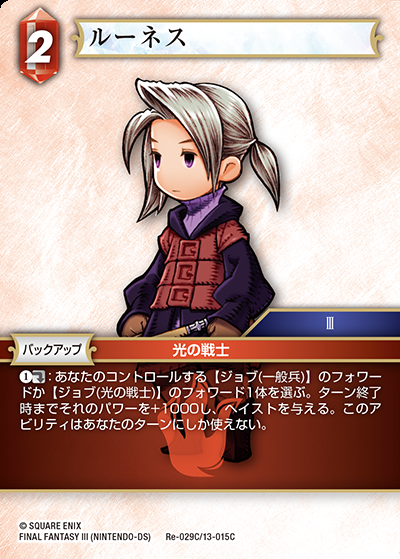 2
ルーネス
III
バックアップ
光の戦士
1:あなたのコントロールする【ジョブ(一般兵)】のフォワー
ドか【ジョブ(光の戦士)】のフォワード1体を選ぶ。ターン終了
時までそれのパワーを+1000し、ヘイストを与える。このア
ビリティはあなたのターンにしか使えない。
© SQUARE ENIX
FINAL FANTASY III (NINTENDO-DS) Re-029C/13-015C